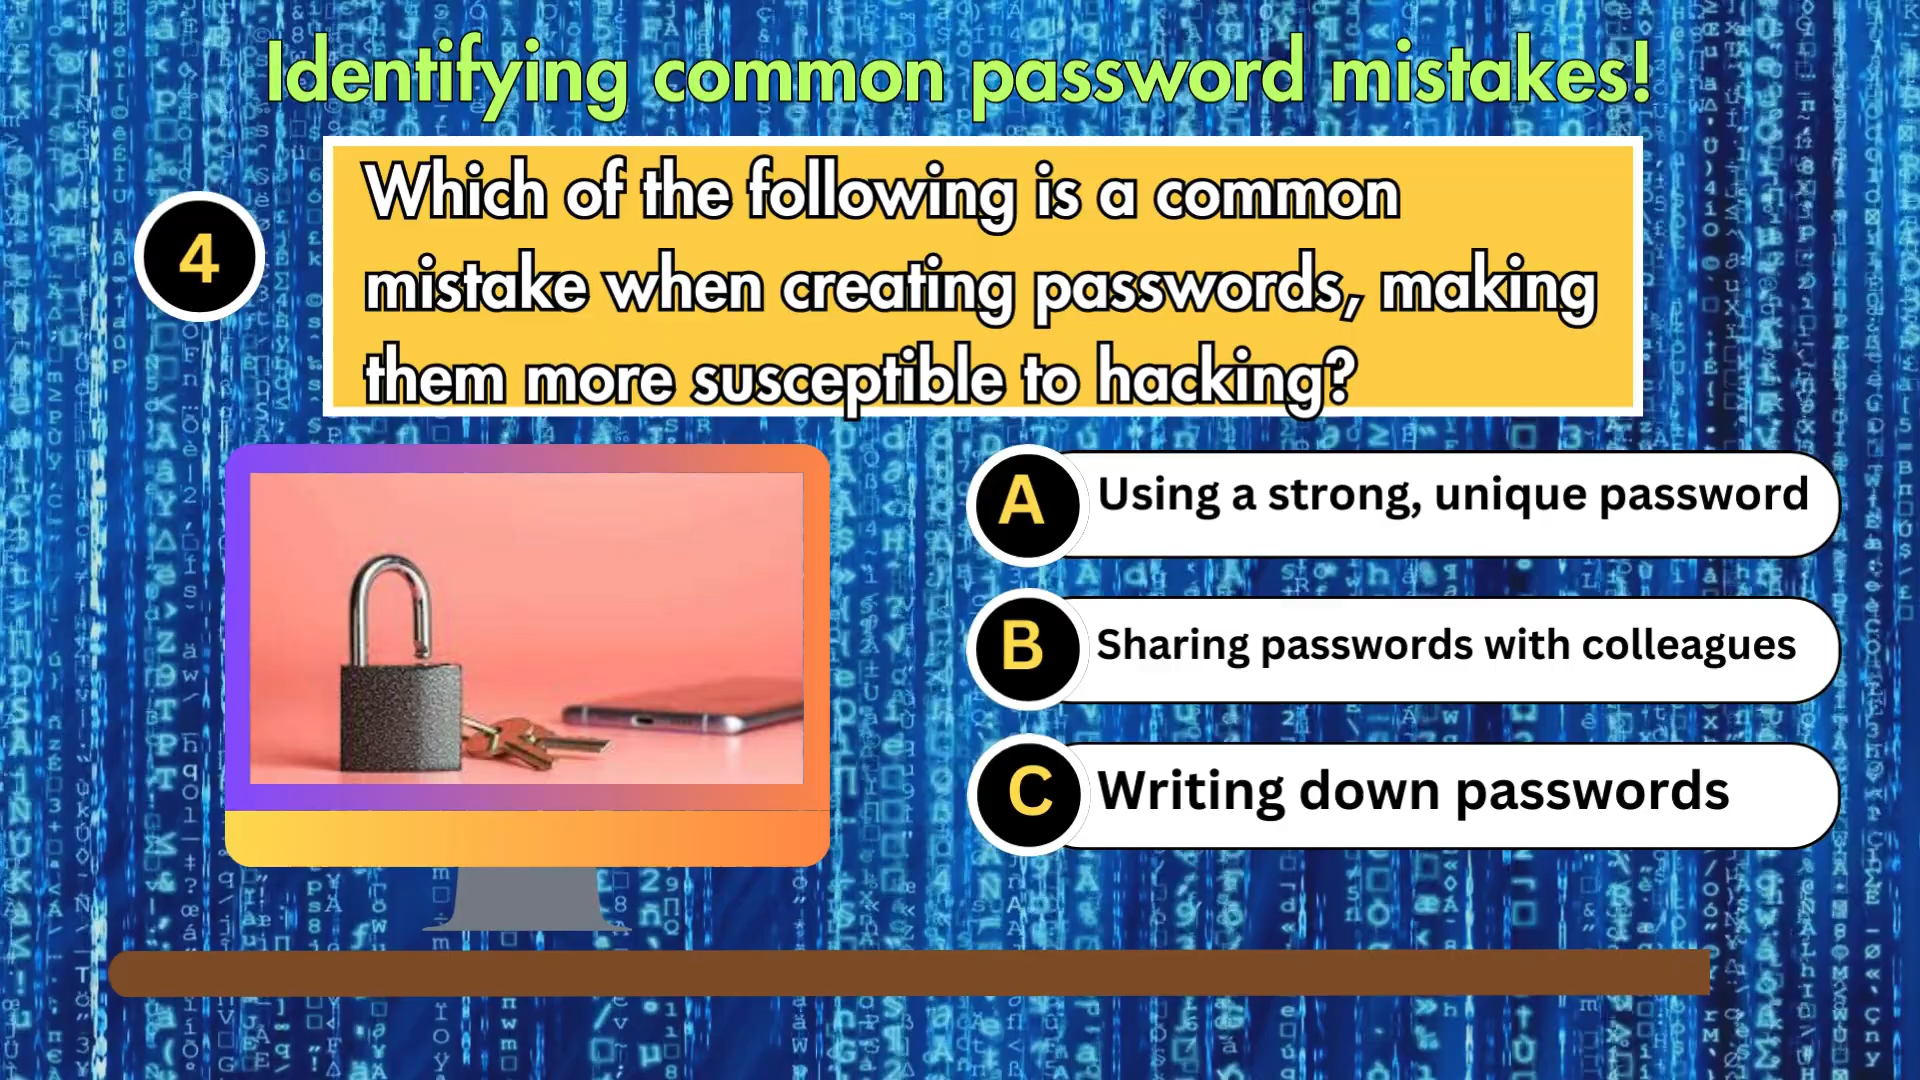 Identifying common password mistakes!
4
Which of the following is a common
mistake when creating passwords, making
them more susceptible to hacking?
A Using a strong, unique password
B Sharing passwords with colleagues
C Writing down passwords